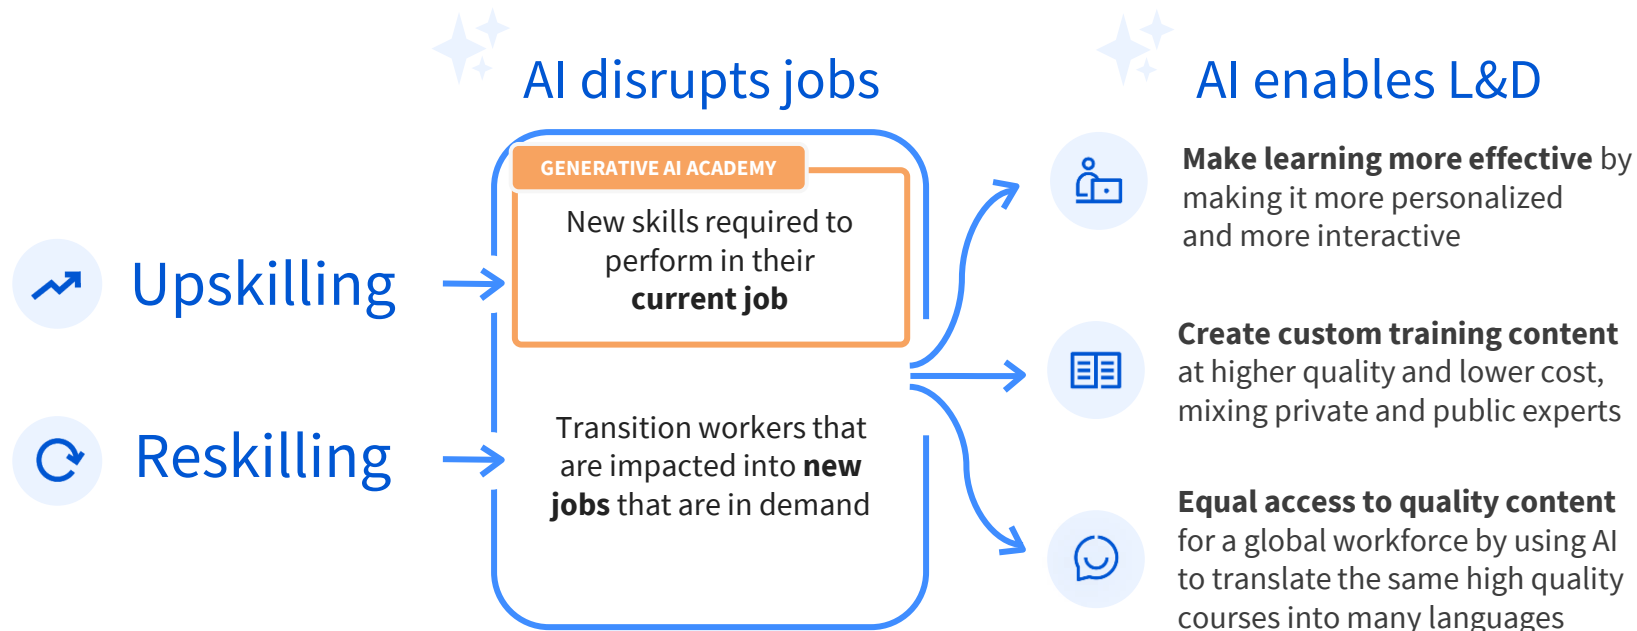 AI disrupts jobs
AI enables L&D
Upskilling
Reskilling
GENERATIVE AI ACADEMY
New skills required to
perform in their
current job
Transition workers that
are impacted into new
jobs that are in demand
Make learning more effective by
making it more personalized
and more interactive
Create custom training content
at higher quality and lower cost,
mixing private and public experts
Equal access to quality content
for a global workforce by using AI
to translate the same high quality
courses into many languages